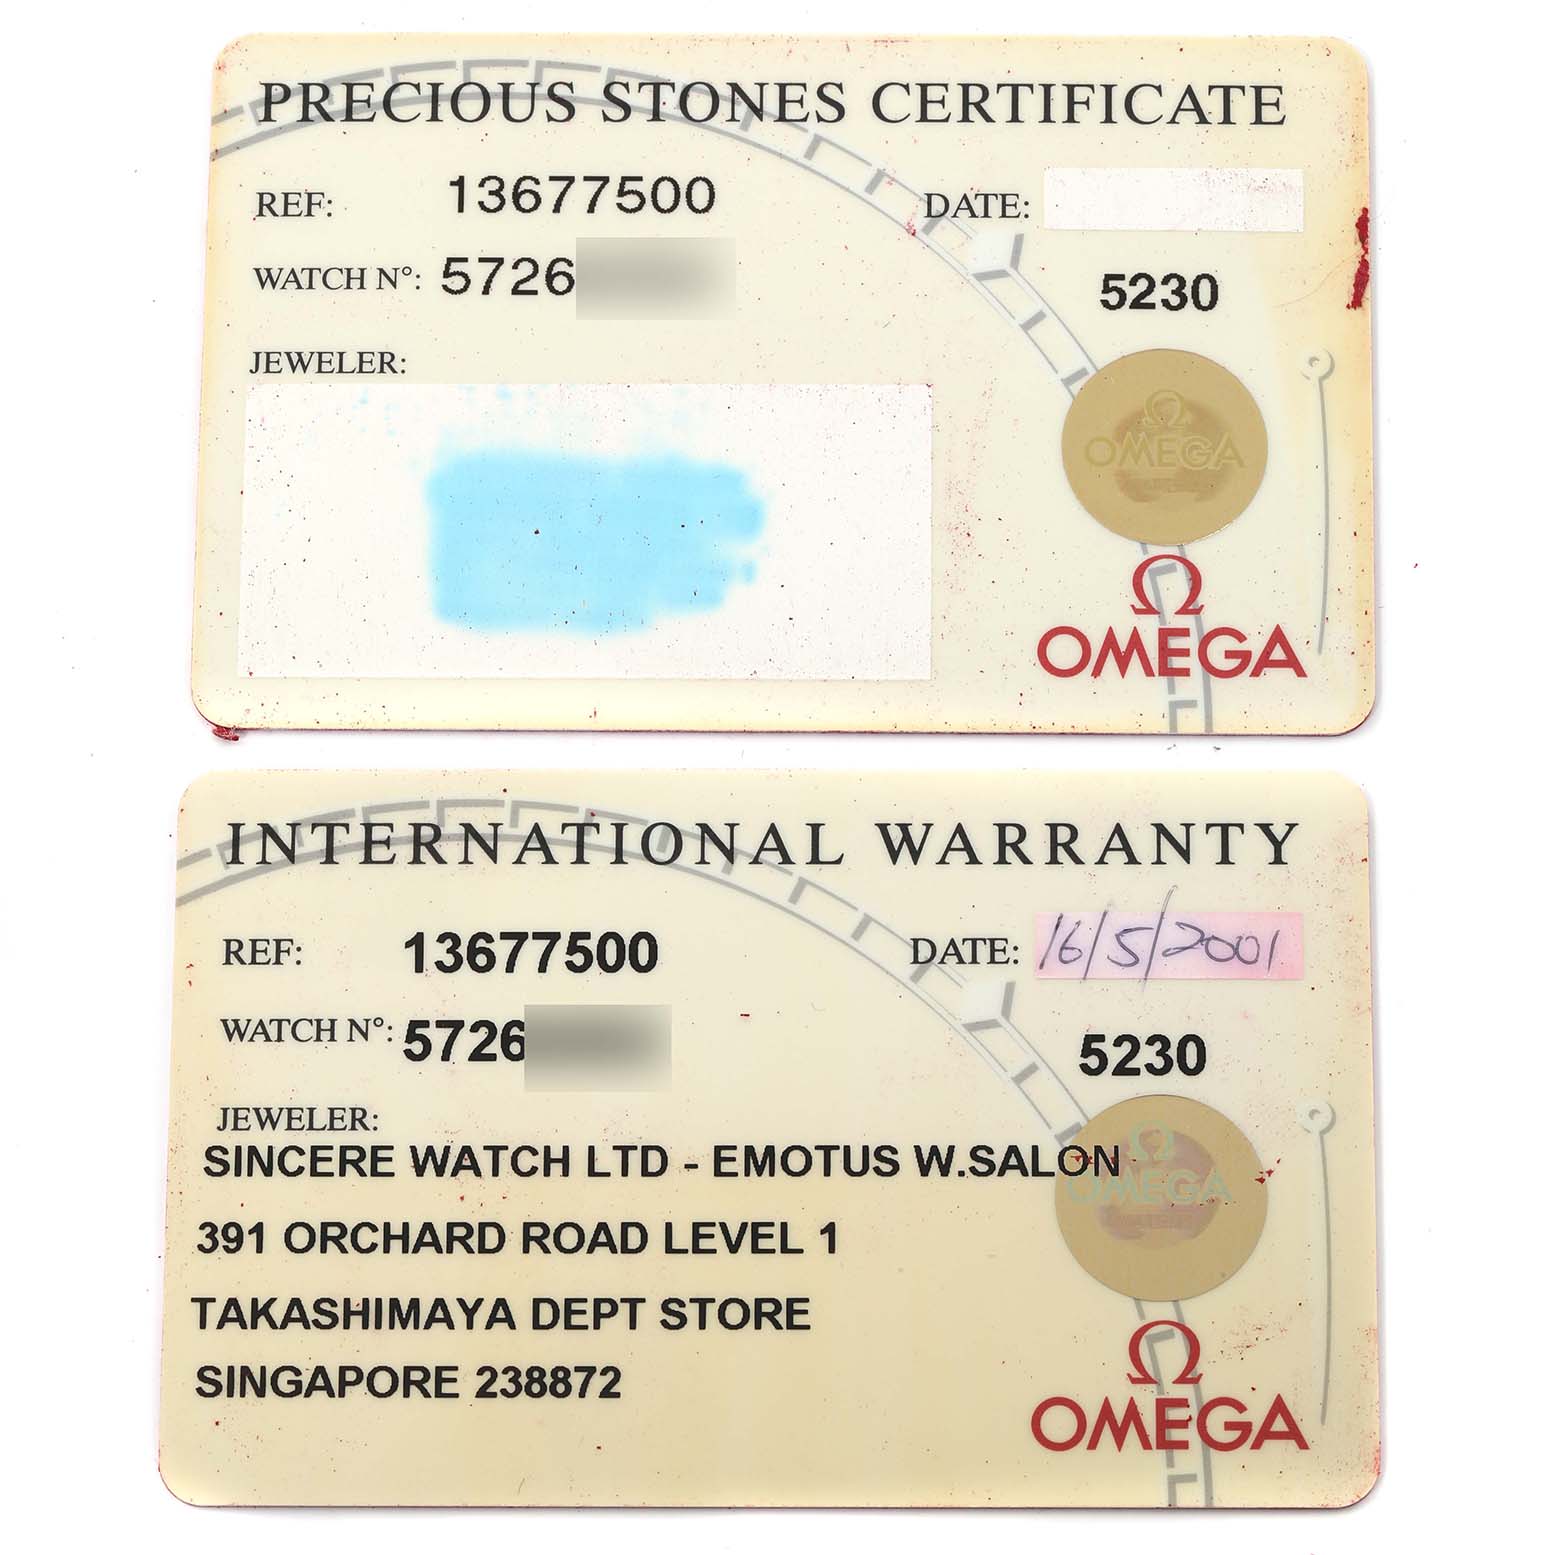 PRECIOUS STONES CERTIFICATE
REF: 13677500 DATE:
WATCH N°: 5726
5230
JEWELER:
Ω
OMEGA
Ω
OMEGA
INTERNATIONAL WARRANTY
REF: 13677500 DATE: 16/5/2001
WATCH N°: 5726
5230
JEWELER:
SINCERE WATCH LTD - EMOTUS W.SALON
Ω
OMEGA
391 ORCHARD ROAD LEVEL 1
TAKASHIMAYA DEPT STORE
SINGAPORE 238872
Ω
OMEGA